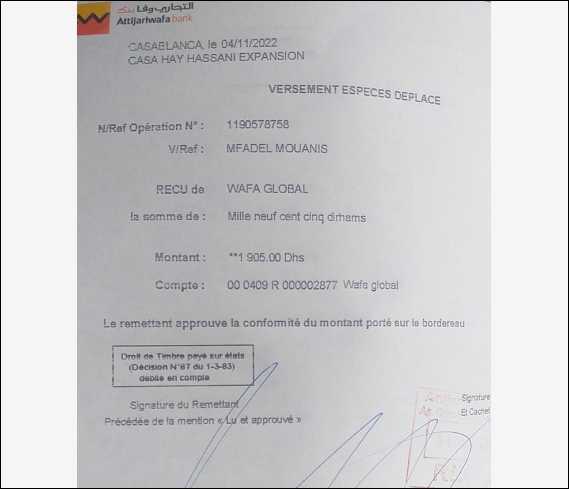 التجاري وفا بنك
Attijariwafa bank
CASABLANCA, le 04/11/2022
CASA HAY HASSANI EXPANSION
VERSEMENT ESPECES DEPLACE
N/Ref Opération N° : 1190578758
V/Ref : MFADEL MOUANIS
RECU de WAFA GLOBAL
la somme de : Mille neuf cent cinq dirhams
Montant : **1 905.00 Dhs
Compte : 00 0409 R 000002877 Wafa global
Le remettant approuve la conformité du montant porté sur le bordereau
Droit de Timbre payé sur états
(Décision N°87 du 1-3-83)
débité en compte
Signature du Remettant
Précédée de la mention « Lu et approuvé »
Signature
Et Cachet